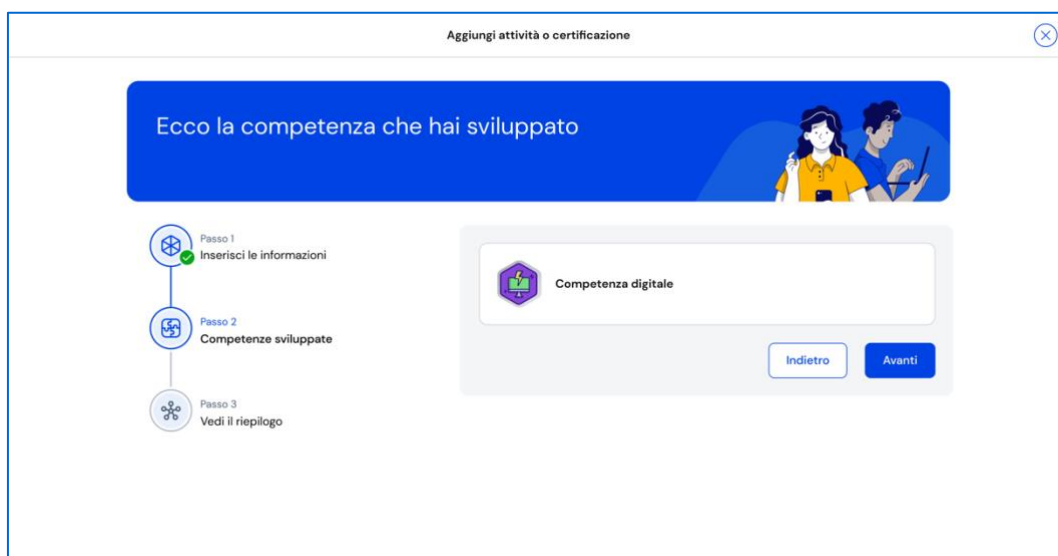 Aggiungi attività o certificazione
Ecco la competenza che hai sviluppato
Passo 1
Inserisci le informazioni
Passo 2
Competenze sviluppate
Passo 3
Vedi il riepilogo
Competenza digitale
Indietro
Avanti